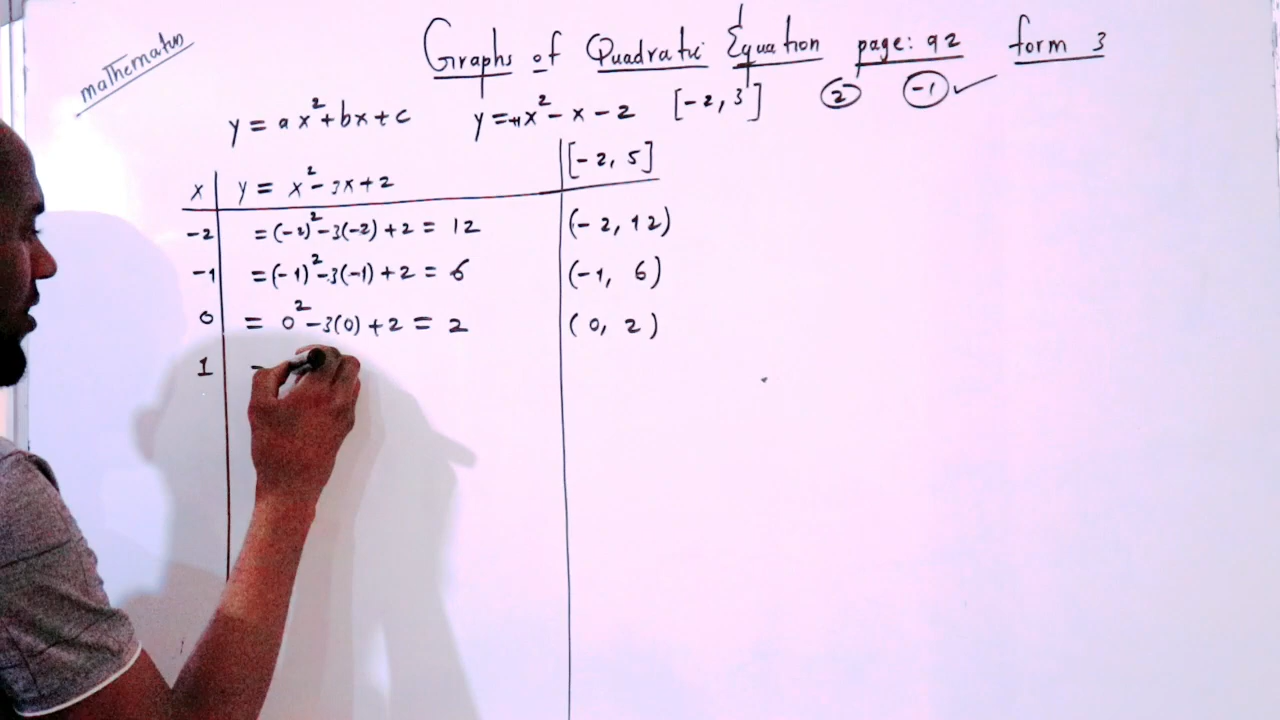 mathematics
Graphs of Quadratic Equation page: 92 form 3
y = ax²+bx+c y = x²- x - 2 [-2, 3] 2 -1 ✓
x y = x²- 3x+2 [-2, 5]
-2 =(-2)²-3(-2)+2 = 12 (-2, 12)
-1 =(-1)²-3(-1)+2 = 6 (-1, 6)
0 = 0²-3(0)+2 = 2 (0, 2)
1 =